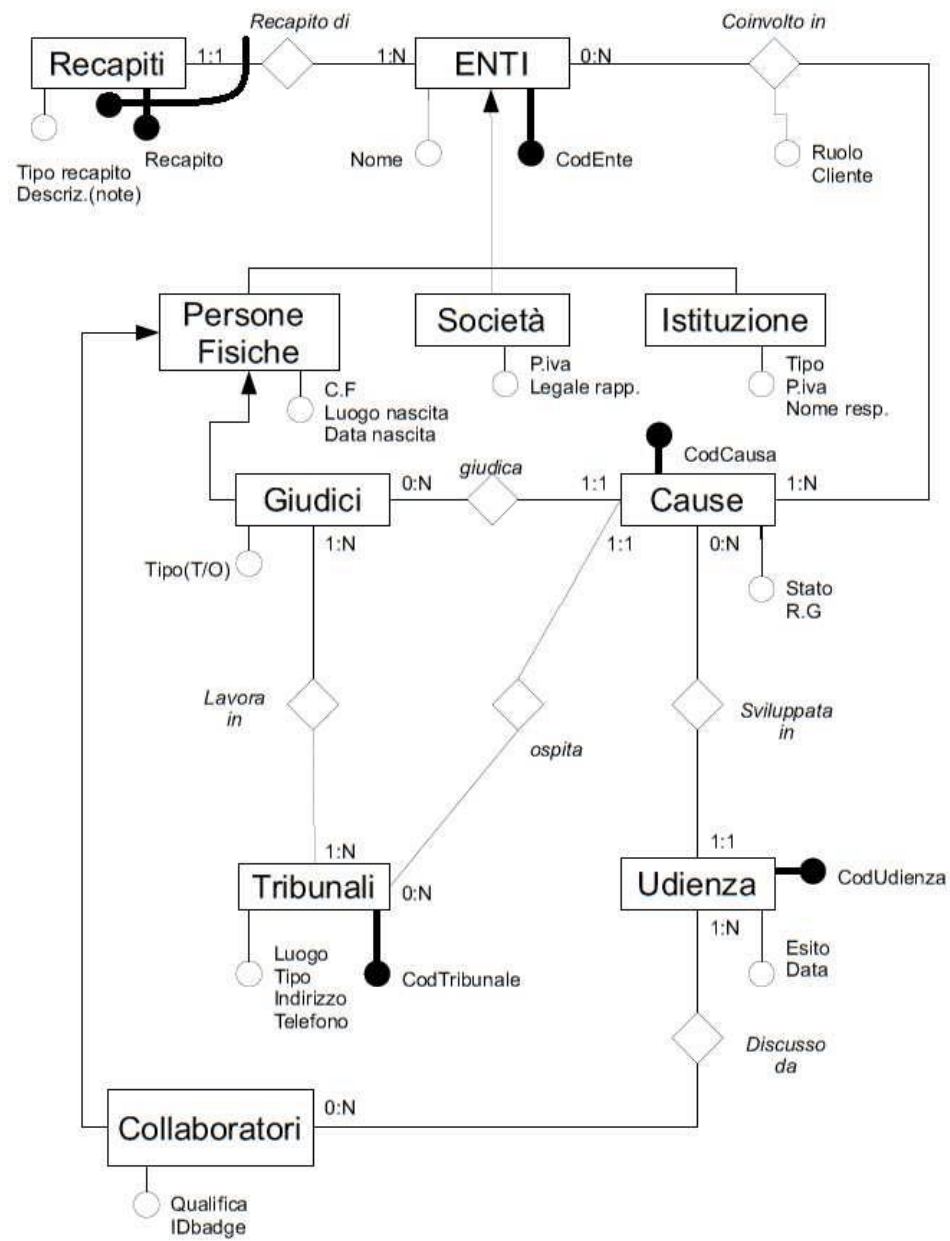 Recapito di
Coinvolto in
Recapiti
1:1
1:N
ENTI
0:N
Tipo recapito
Descriz.(note)
Recapito
Nome
CodEnte
Ruolo
Cliente
Persone
Fisiche
Società
Istituzione
C.F
Luogo nascita
Data nascita
P.iva
Legale rapp.
Tipo
P.iva
Nome resp.
CodCausa
giudica
Giudici
0:N
1:1
Cause
1:N
1:N
1:1
0:N
Tipo(T/O)
Stato
R.G
Lavora
in
ospita
Sviluppata
in
1:N
1:1
Tribunali
0:N
Udienza
CodUdienza
1:N
Luogo
Tipo
Indirizzo
Telefono
CodTribunale
Esito
Data
Discusso
da
Collaboratori
0:N
Qualifica
IDbadge